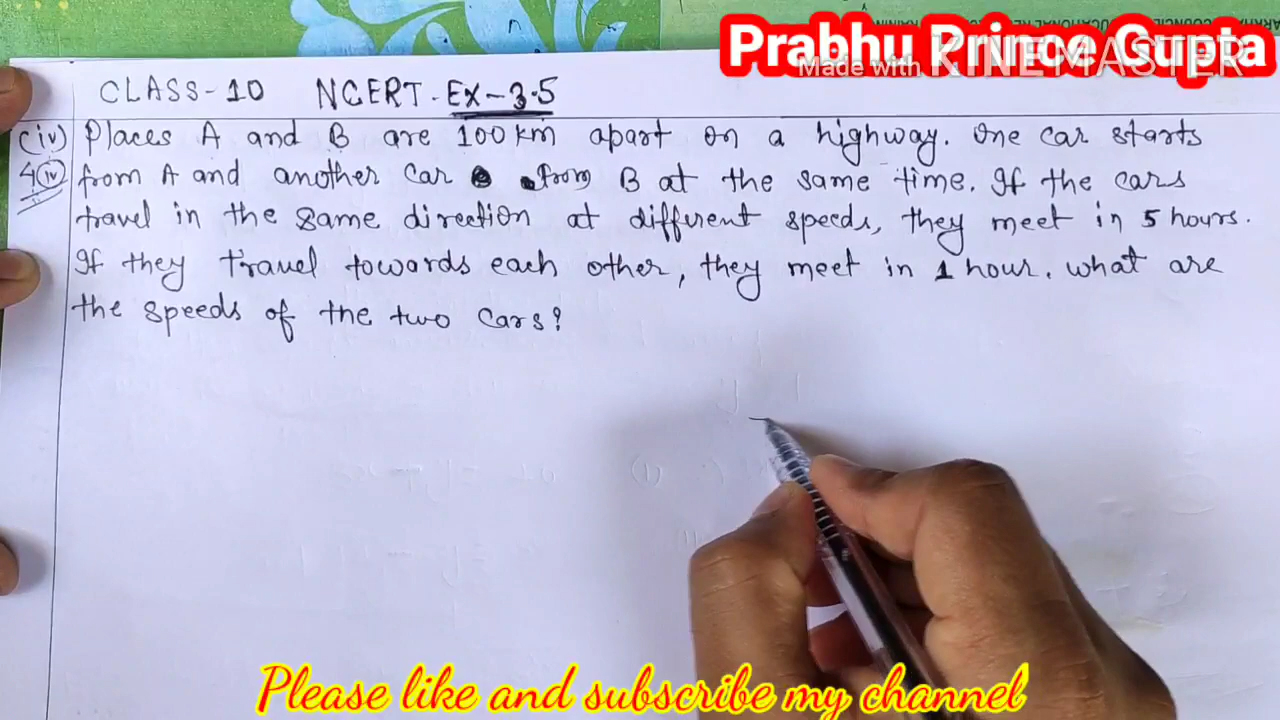 Prabhu Prince Gupta
Made with KINEMASTER
CLASS-10 NCERT-Ex-3.5
(iv) Places A and B are 100 km apart on a highway. One car starts
4(iv) from A and another car from B at the same time. If the cars
travel in the same direction at different speeds, they meet in 5 hours.
If they travel towards each other, they meet in 1 hour. what are
the speeds of the two cars?
Please like and subscribe my channel